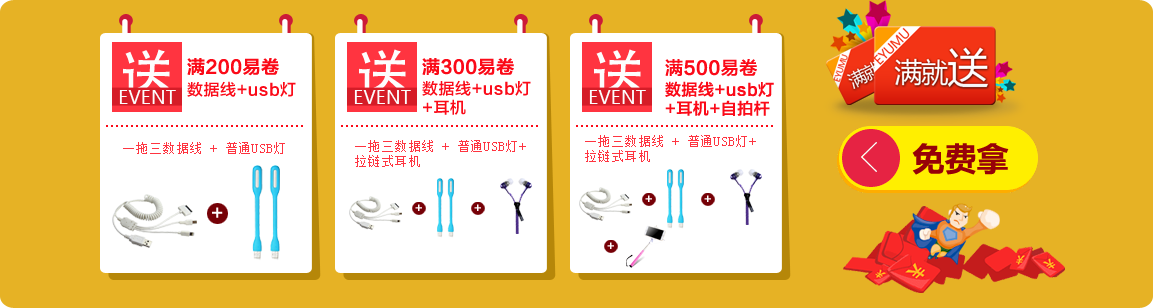 送
EVENT
满200易卷
数据线+usb灯
一拖三数据线 + 普通USB灯
送
EVENT
满300易卷
数据线+usb灯
+耳机
一拖三数据线 + 普通USB灯+
拉链式耳机
送
EVENT
满500易卷
数据线+usb灯
+耳机+自拍杆
一拖三数据线 + 普通USB灯+
拉链式耳机
EYUMU
满就
EYUMU
满就送
免费拿